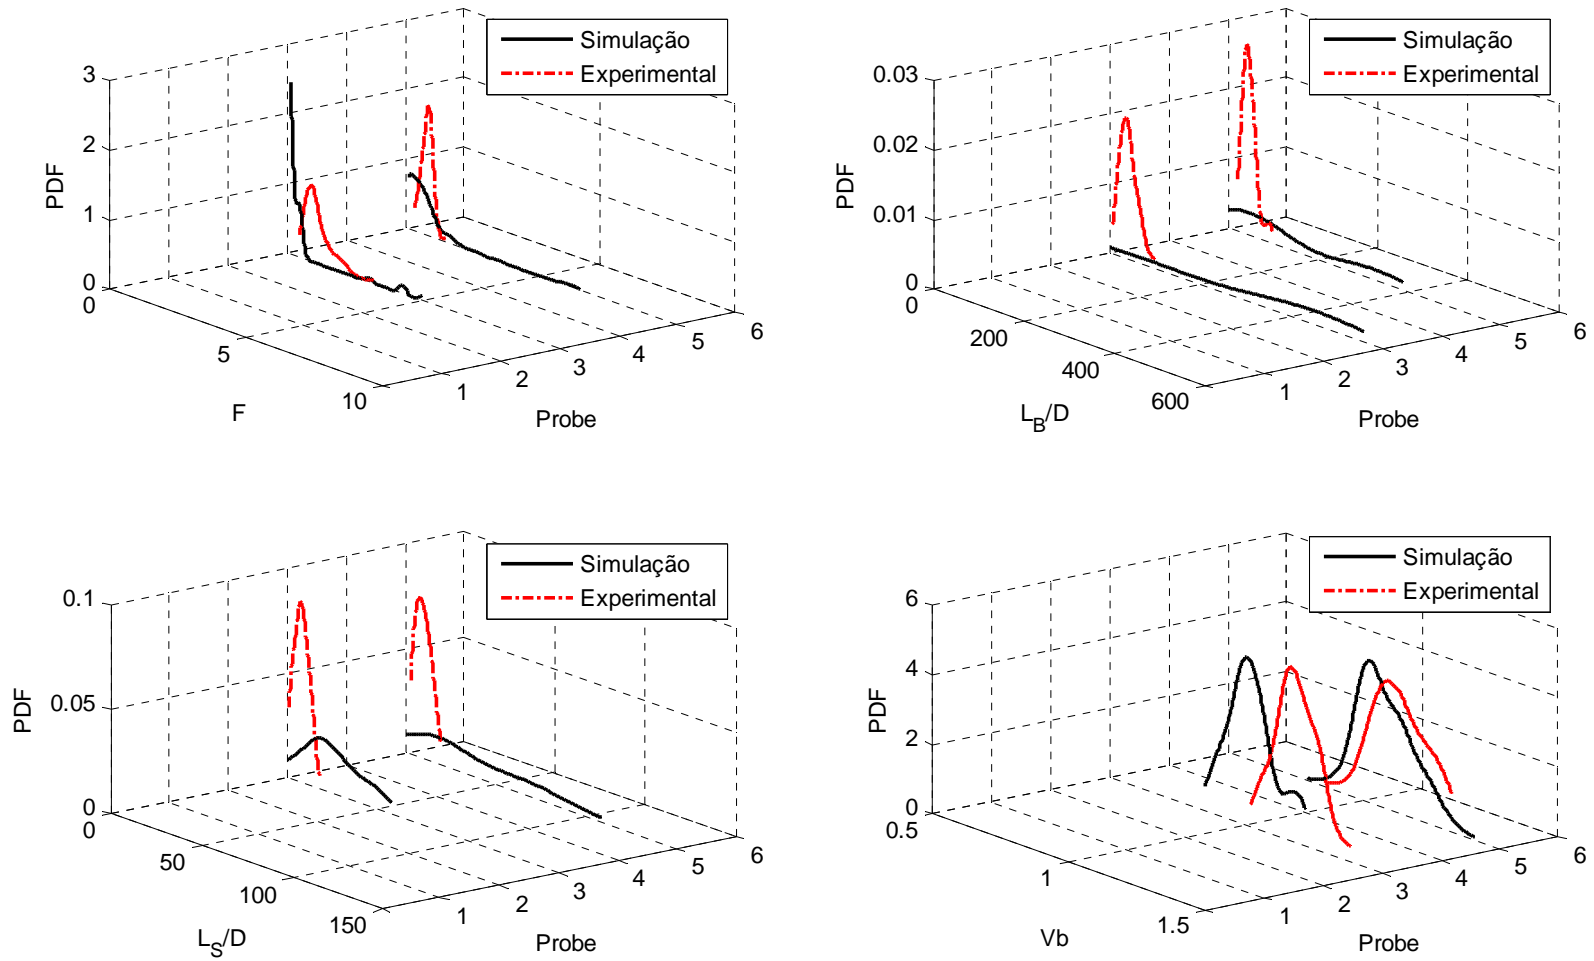 Simulação
Experimental
3
2
1
0
PDF
0
5
10
F
1
2
3
4
5
6
Probe
Simulação
Experimental
0.03
0.02
0.01
0
PDF
0
200
400
600
L_B/D
1
2
3
4
5
6
Probe
Simulação
Experimental
0.1
0.05
0
PDF
0
50
100
150
L_S/D
1
2
3
4
5
6
Probe
Simulação
Experimental
6
4
2
0
PDF
0.5
1
1.5
Vb
1
2
3
4
5
6
Probe